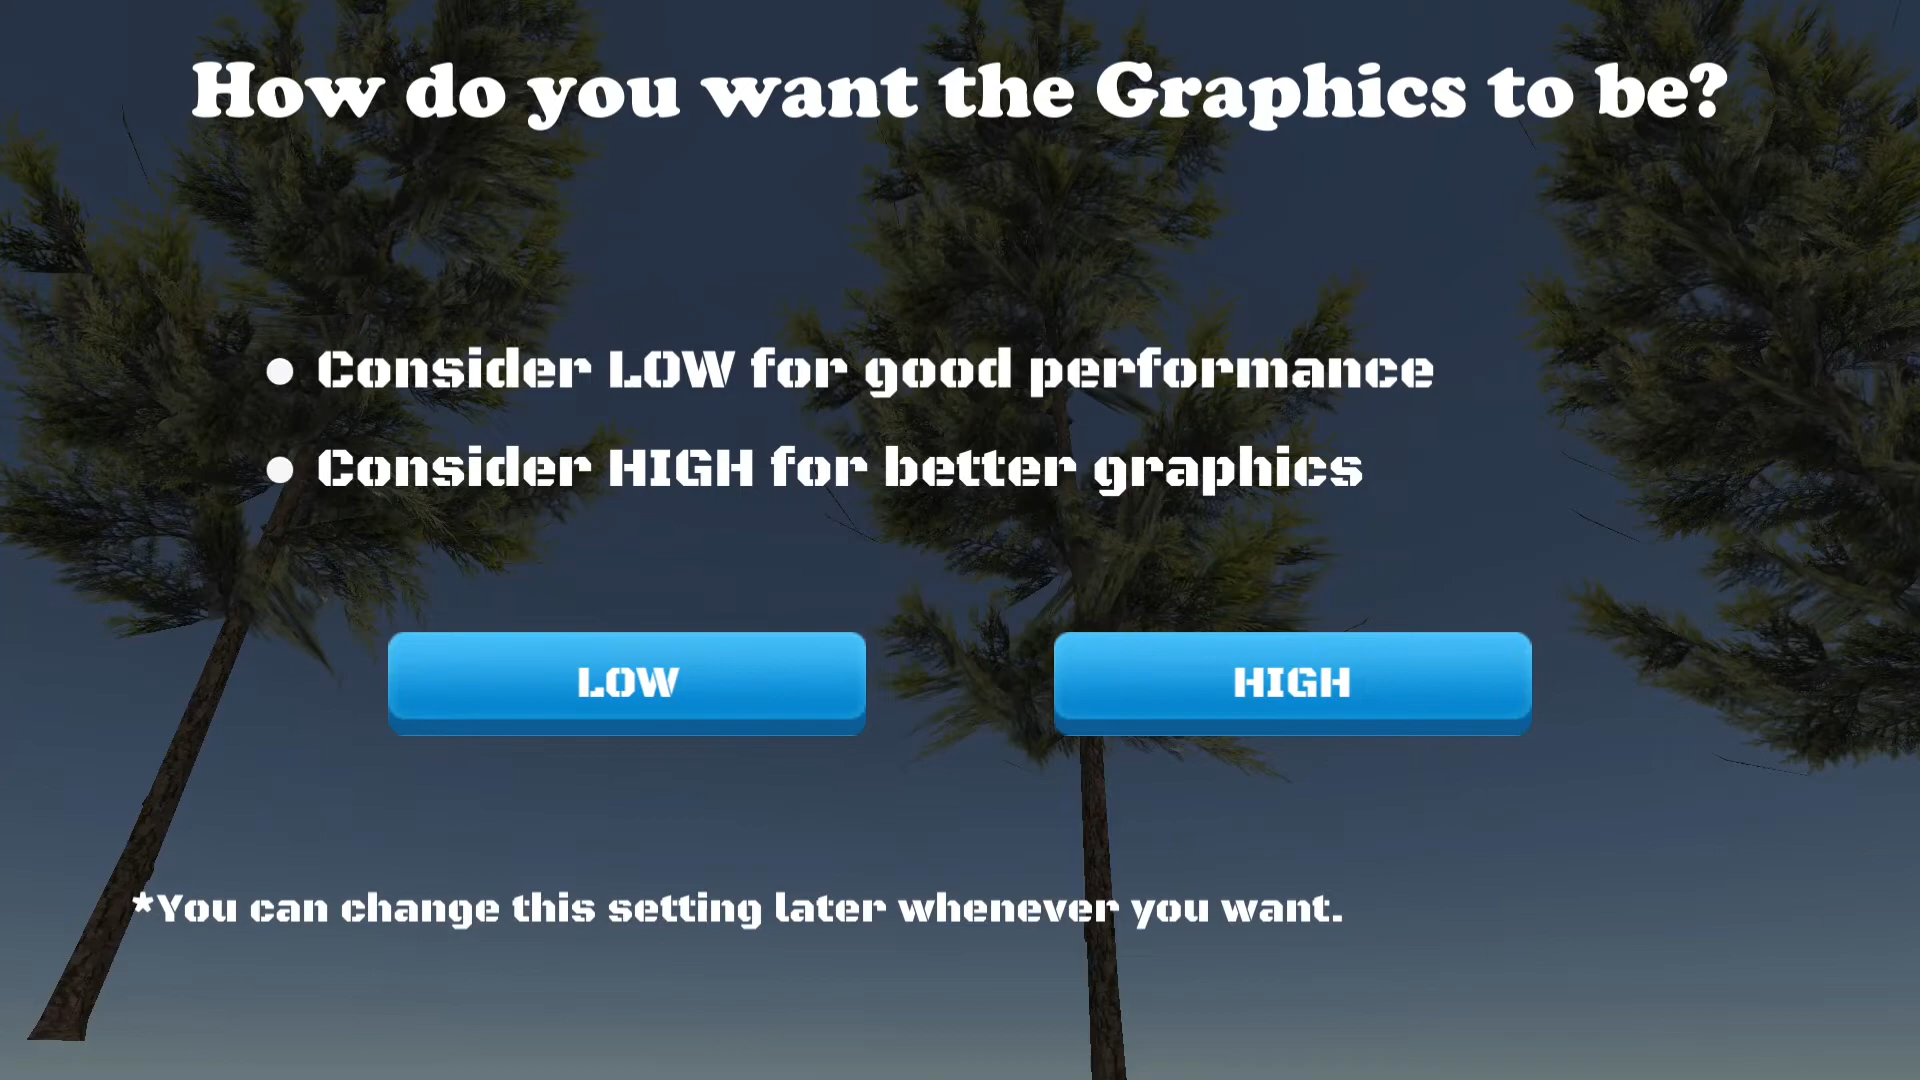 How do you want the Graphics to be?
● Consider LOW for good performance
● Consider HIGH for better graphics
LOW
HIGH
*You can change this setting later whenever you want.